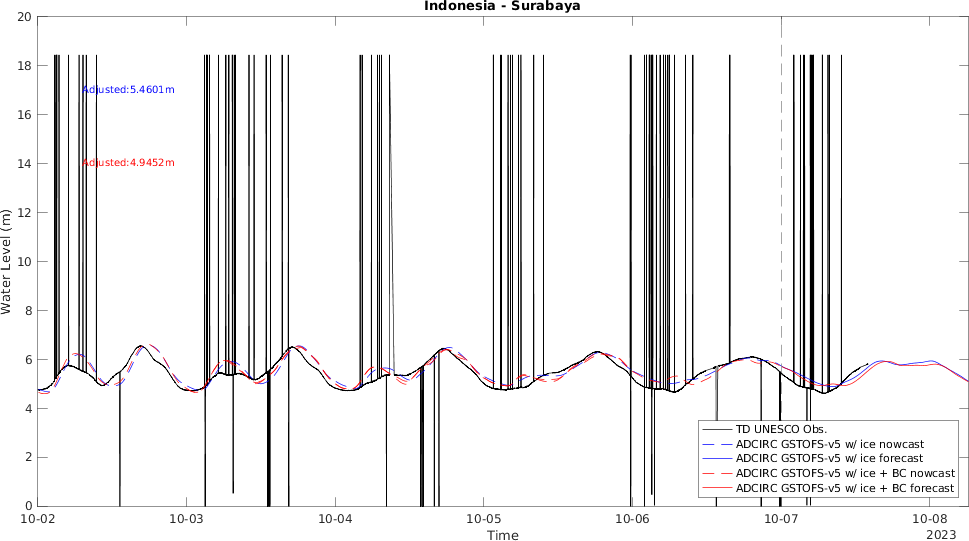 Indonesia - Surabaya
20
18
16
14
12
10
8
6
4
2
0
Water Level (m)
Adjusted:5.4601m
Adjusted:4.9452m
TD UNESCO Obs.
ADCIRC GSTOFS-v5 w/ ice nowcast
ADCIRC GSTOFS-v5 w/ ice forecast
ADCIRC GSTOFS-v5 w/ ice + BC nowcast
ADCIRC GSTOFS-v5 w/ ice + BC forecast
10-02 10-03 10-04 10-05 10-06 10-07 10-08
Time
2023